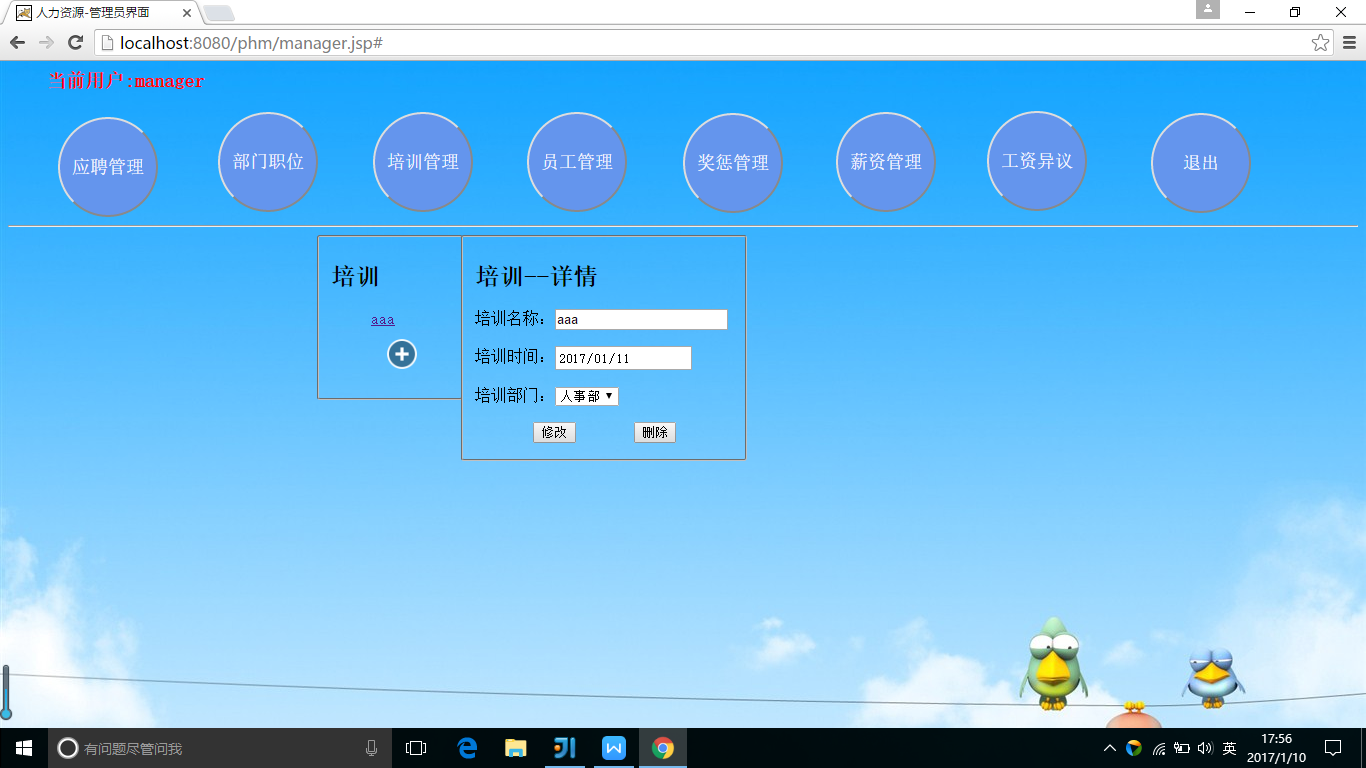 人力资源-管理员界面
localhost:8080/phm/manager.jsp#
当前用户:manager
应聘管理
部门职位
培训管理
员工管理
奖惩管理
薪资管理
工资异议
退出
培训
aaa
培训--详情
培训名称：aaa
培训时间：2017/01/11
培训部门：人事部
修改 删除
有问题尽管问我
英
17:56
2017/1/10